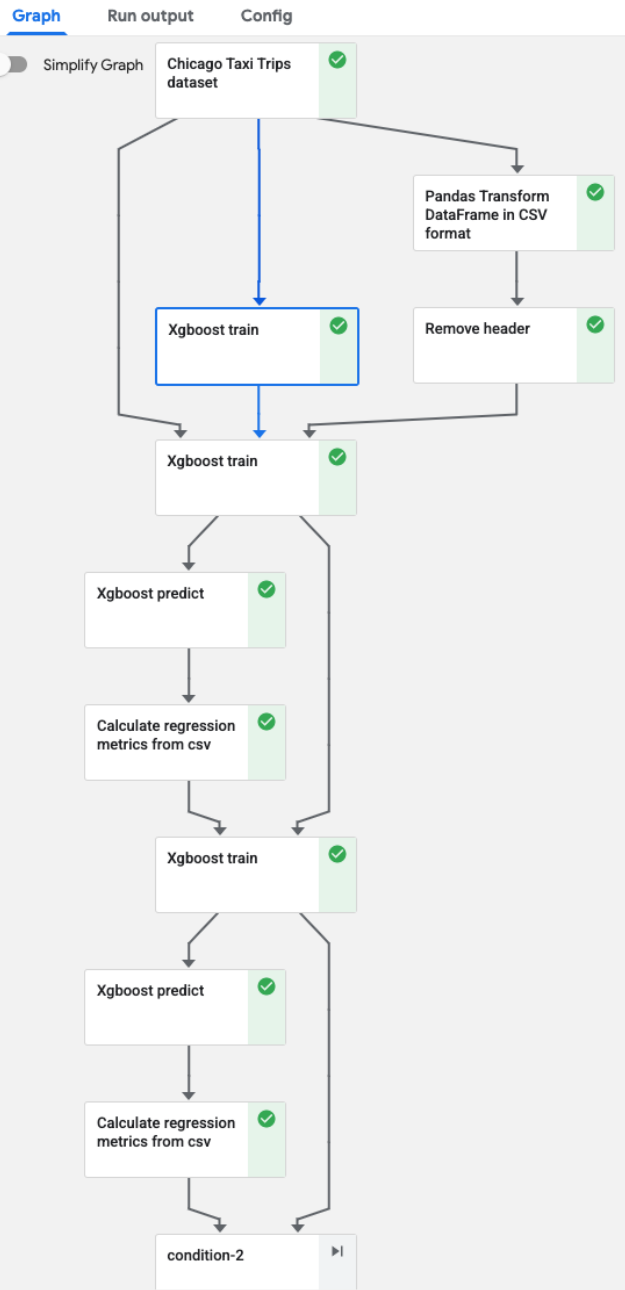 Graph Run output Config
Simplify Graph
Chicago Taxi Trips
dataset
Pandas Transform
DataFrame in CSV
format
Xgboost train
Remove header
Xgboost train
Xgboost predict
Calculate regression
metrics from csv
Xgboost train
Xgboost predict
Calculate regression
metrics from csv
condition-2